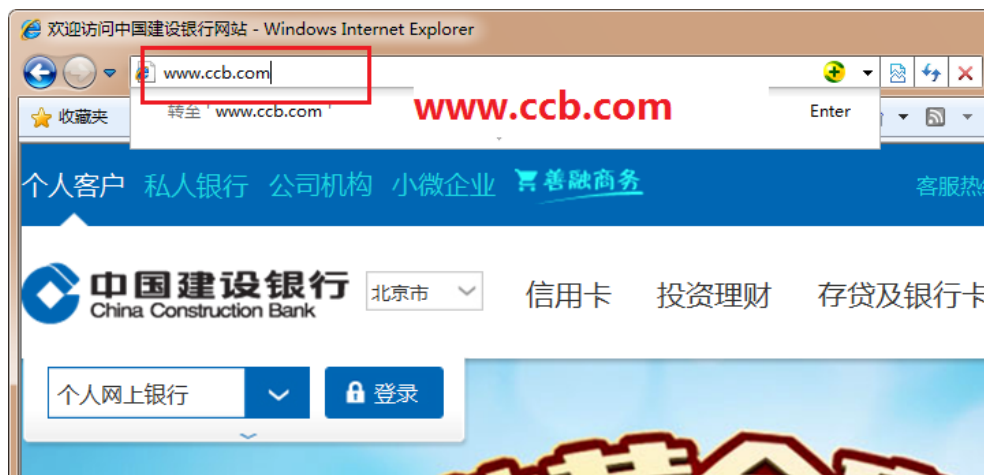 欢迎访问中国建设银行网站 - Windows Internet Explorer
www.ccb.com
收藏夹
转至 ' www.ccb.com '
www.ccb.com
Enter
个人客户 私人银行 公司机构 小微企业 善融商务
客服热
中国建设银行
China Construction Bank
北京市
信用卡 投资理财 存贷及银行卡
个人网上银行
登录